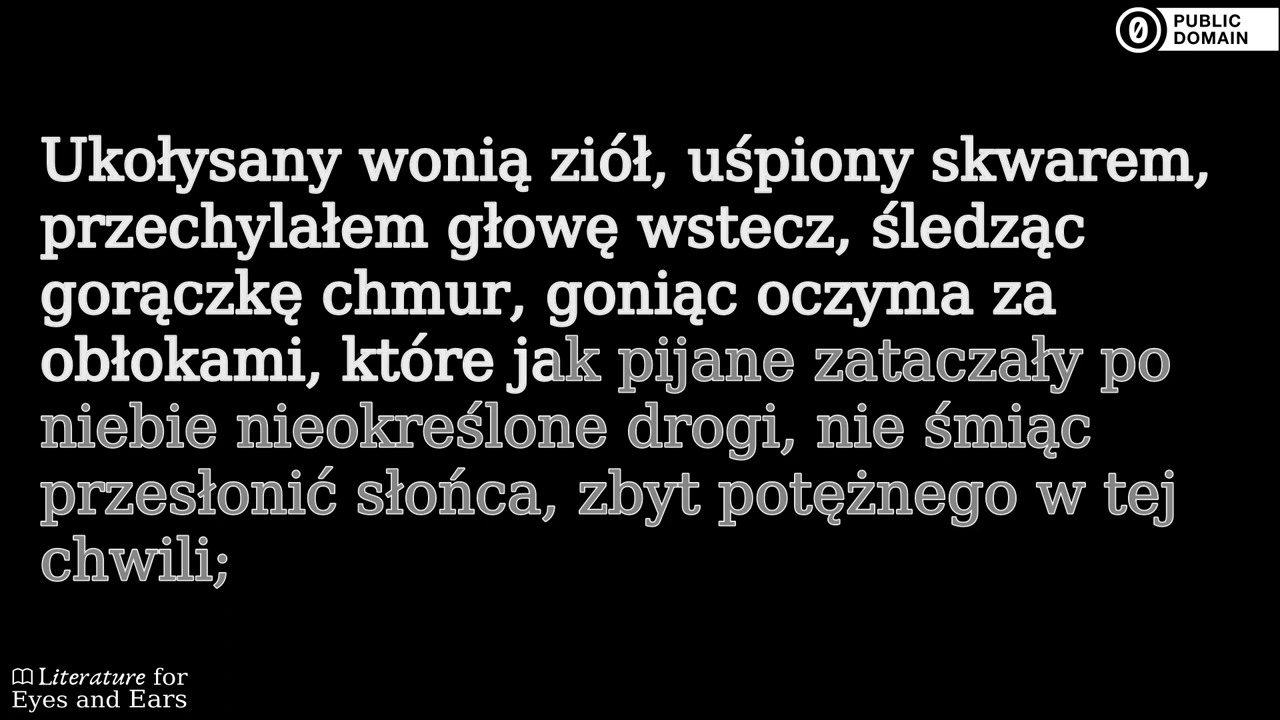 PUBLIC
DOMAIN
Ukołysany wonią ziół, uśpiony skwarem,
przechylałem głowę wstecz, śledząc
gorączkę chmur, goniąc oczyma za
obłokami, które jak pijane zataczały po
niebie nieokreślone drogi, nie śmiąc
przesłonić słońca, zbyt potężnego w tej
chwili;
Literature for
Eyes and Ears